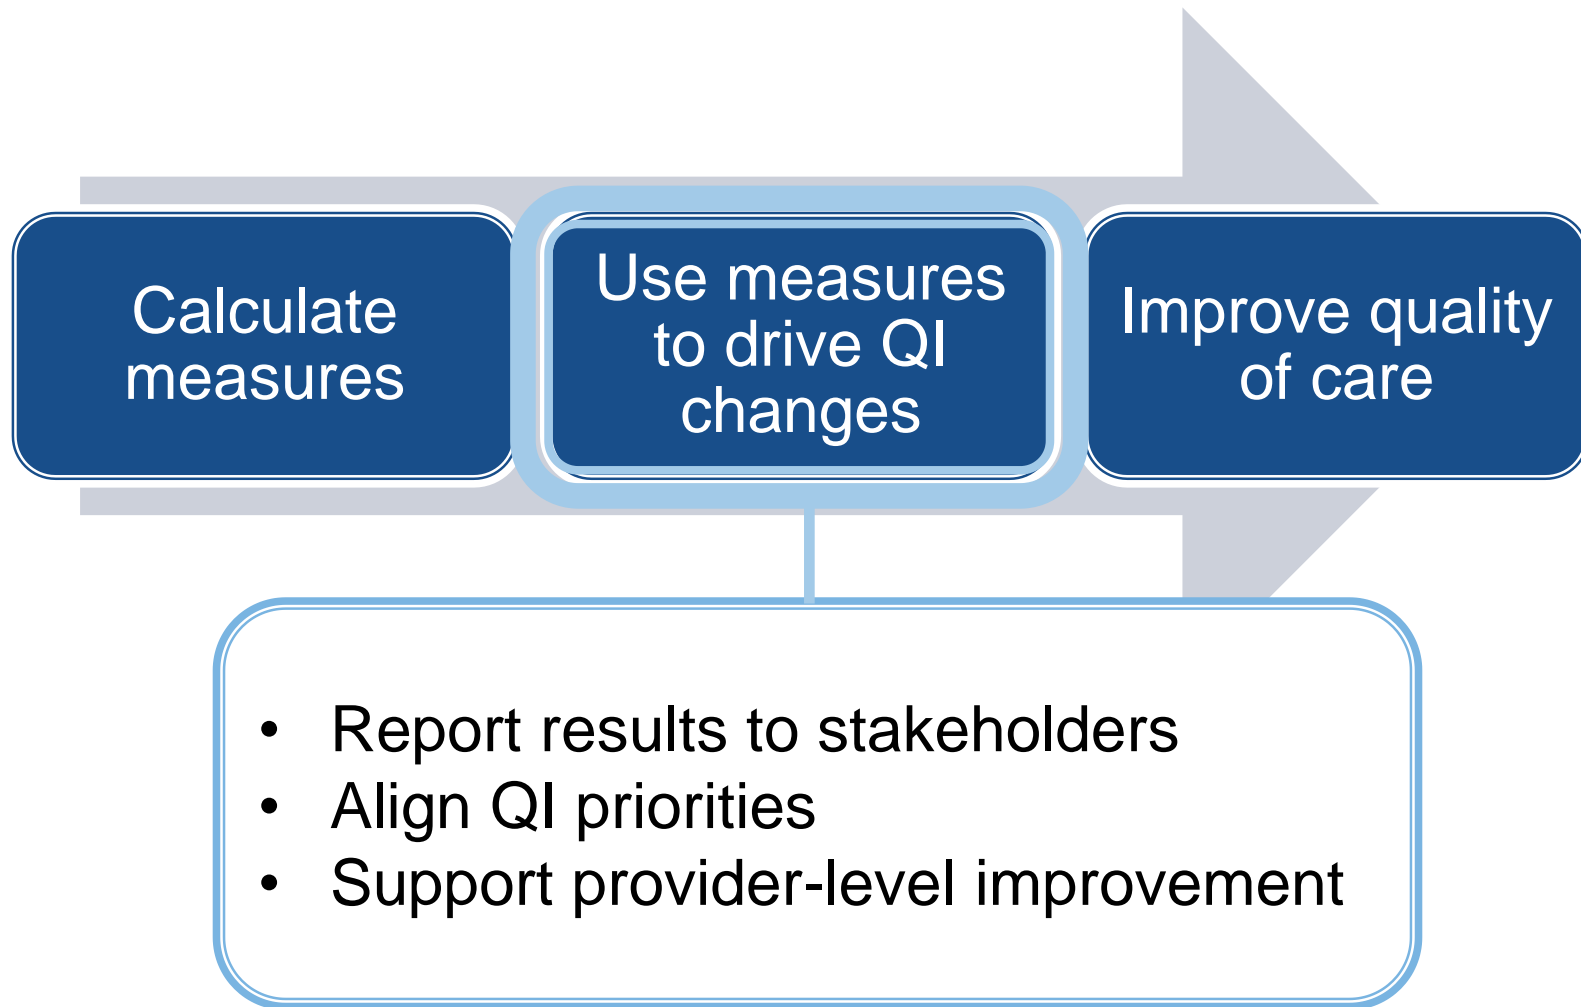 Calculate
measures
Use measures
to drive QI
changes
Improve quality
of care
• Report results to stakeholders
• Align QI priorities
• Support provider-level improvement